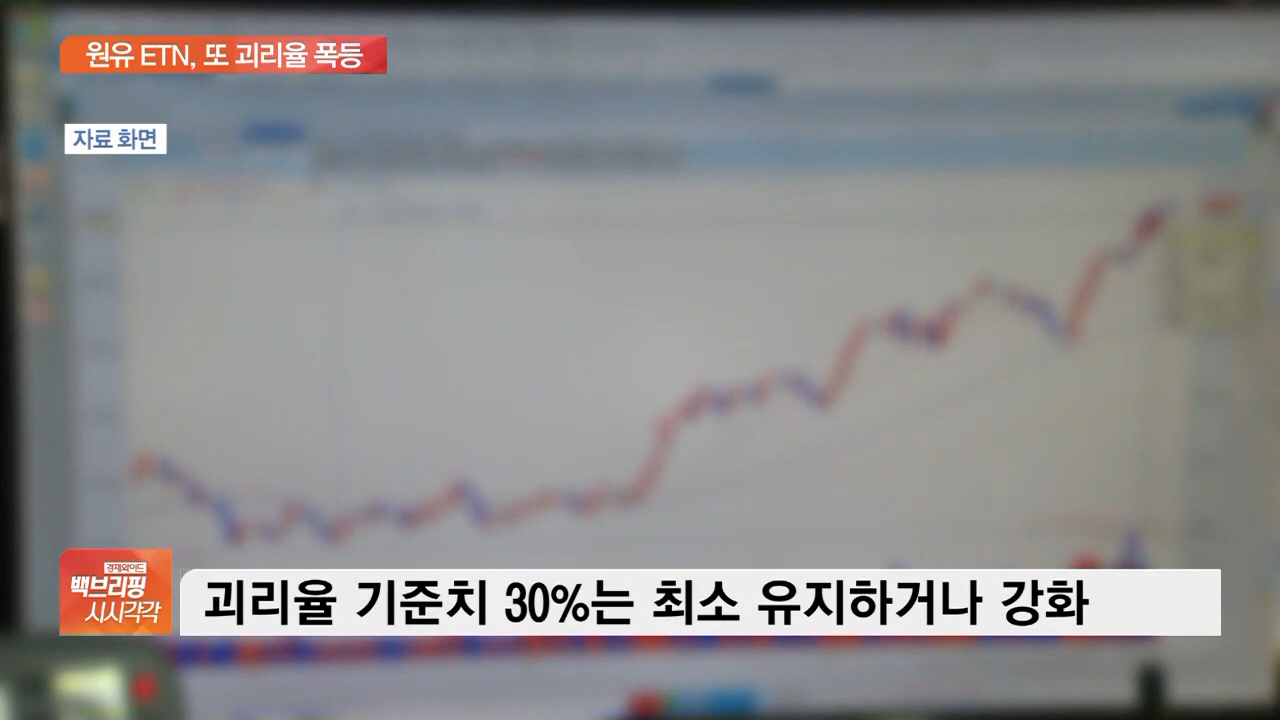 원유 ETN, 또 괴리율 폭등
자료 화면
경제와이드
백브리핑
시시각각
괴리율 기준치 30%는 최소 유지하거나 강화